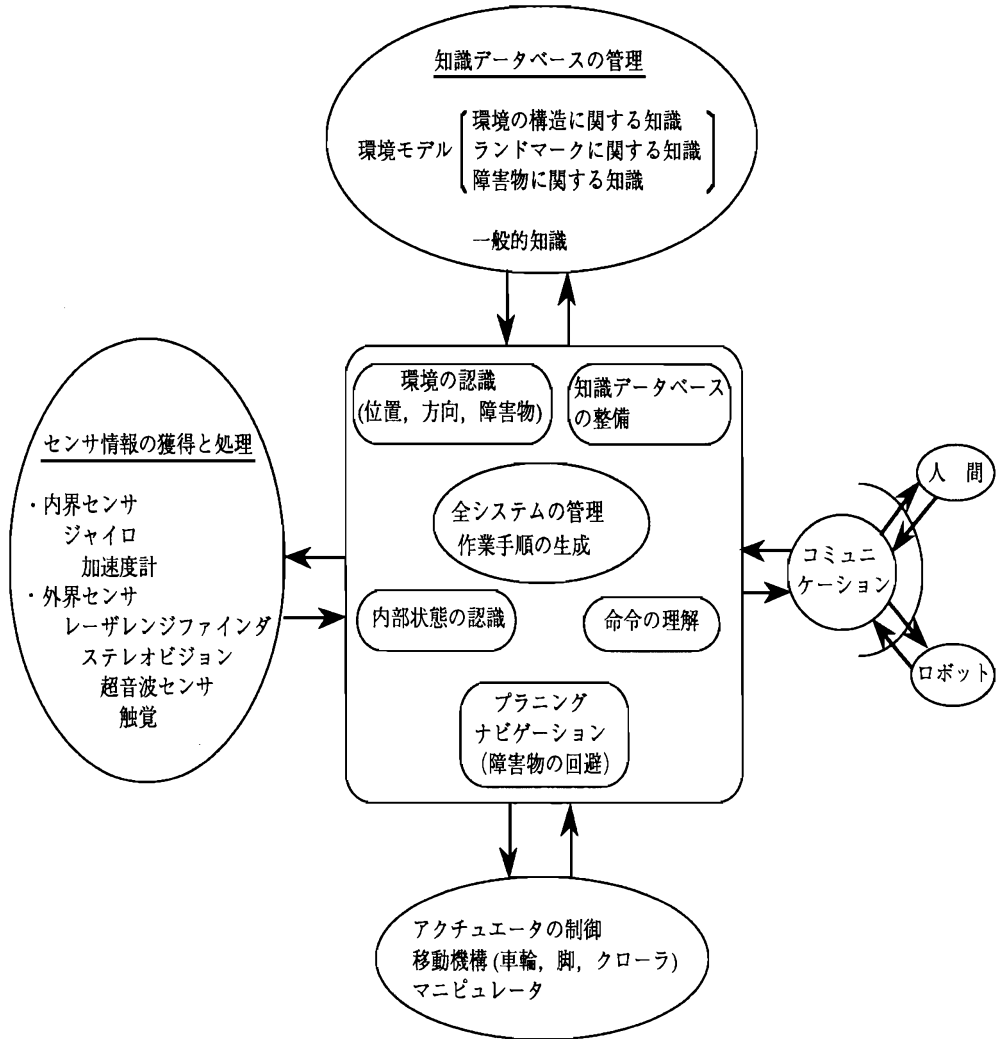 知識データベースの管理
環境の構造に関する知識
環境モデル ランドマークに関する知識
障害物に関する知識
一般的知識
環境の認識
(位置，方向，障害物)
知識データベース
の整備
センサ情報の獲得と処理
・内界センサ
ジャイロ
加速度計
・外界センサ
レーザレンジファインダ
ステレオビジョン
超音波センサ
触覚
全システムの管理
作業手順の生成
内部状態の認識
命令の理解
プラニング
ナビゲーション
（障害物の回避）
コミュニ
ケーション
人　間
ロボット
アクチュエータの制御
移動機構 (車輪，脚，クローラ)
マニピュレータ